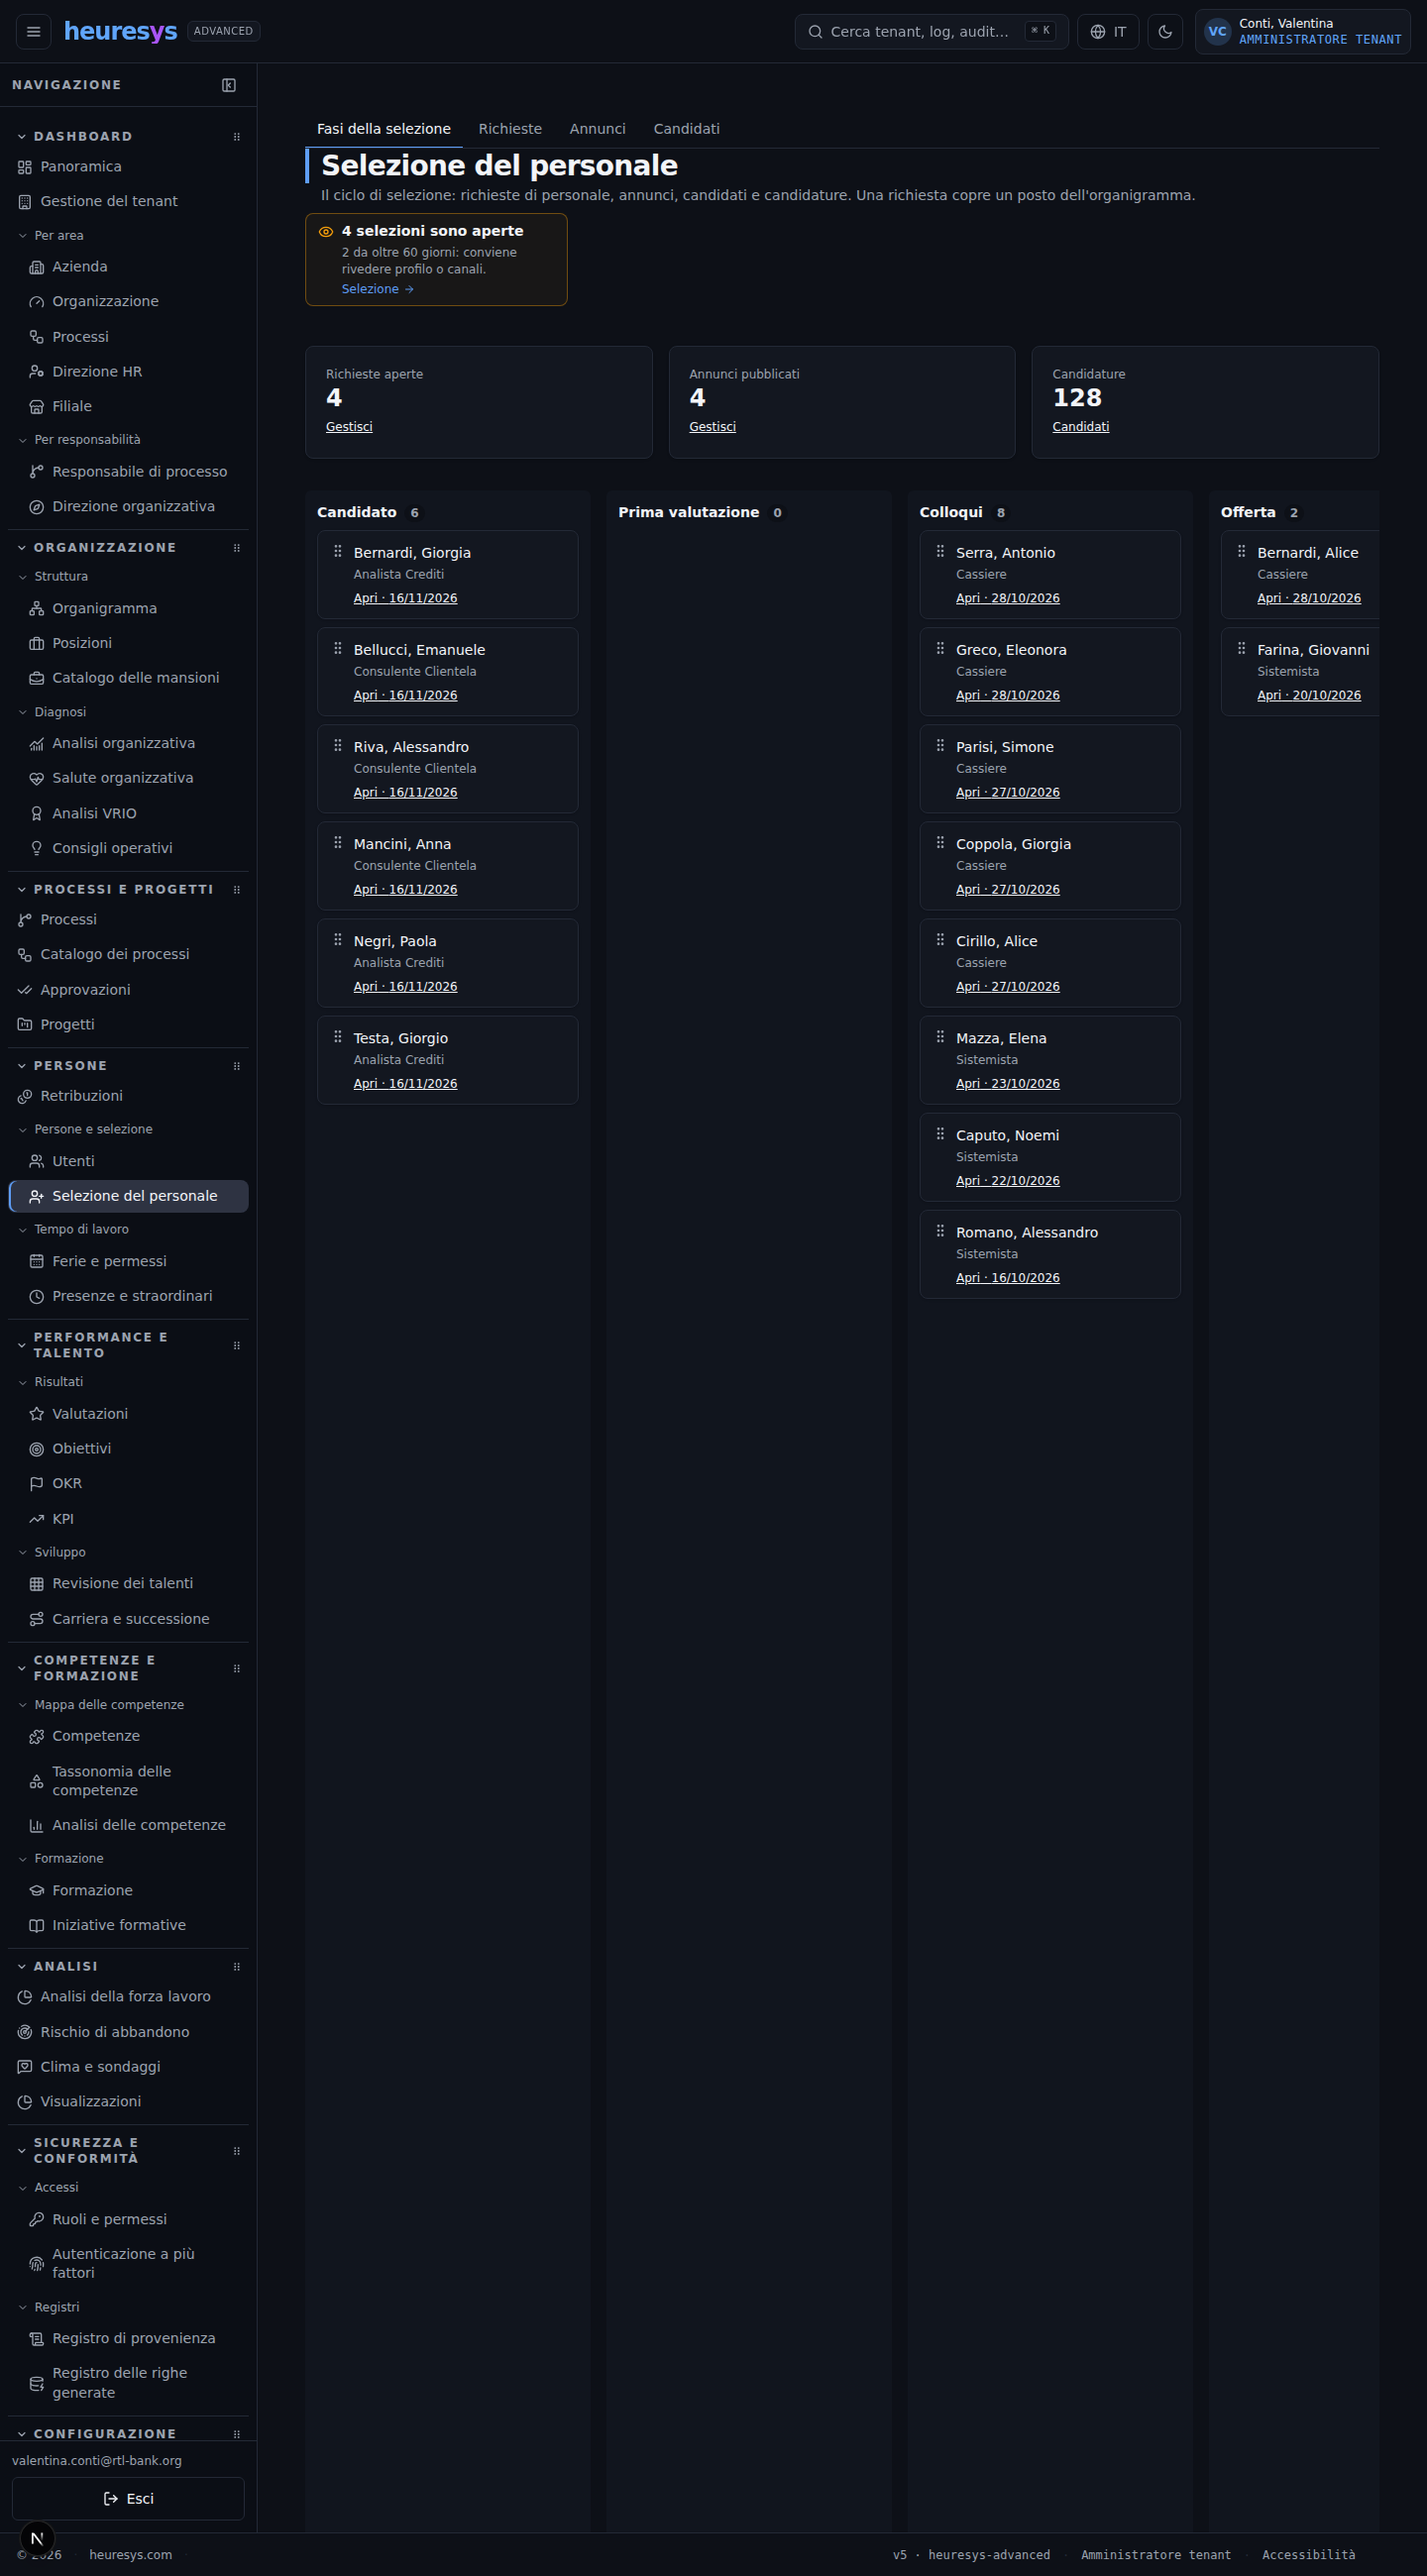 heuresys ADVANCED
Cerca tenant, log, audit... ⌘ K
IT
VC
Conti, Valentina
AMMINISTRATORE TENANT
NAVIGAZIONE
DASHBOARD
Panoramica
Gestione del tenant
Per area
Azienda
Organizzazione
Processi
Direzione HR
Filiale
Per responsabilità
Responsabile di processo
Direzione organizzativa
ORGANIZZAZIONE
Struttura
Organigramma
Posizioni
Catalogo delle mansioni
Diagnosi
Analisi organizzativa
Salute organizzativa
Analisi VRIO
Consigli operativi
PROCESSI E PROGETTI
Processi
Catalogo dei processi
Approvazioni
Progetti
PERSONE
Retribuzioni
Persone e selezione
Utenti
Selezione del personale
Tempo di lavoro
Ferie e permessi
Presenze e straordinari
PERFORMANCE E
TALENTO
Risultati
Valutazioni
Obiettivi
OKR
KPI
Sviluppo
Revisione dei talenti
Carriera e successione
COMPETENZE E
FORMAZIONE
Mappa delle competenze
Competenze
Tassonomia delle
competenze
Analisi delle competenze
Formazione
Formazione
Iniziative formative
ANALISI
Analisi della forza lavoro
Rischio di abbandono
Clima e sondaggi
Visualizzazioni
SICUREZZA E
CONFORMITÀ
Accessi
Ruoli e permessi
Autenticazione a più
fattori
Registri
Registro di provenienza
Registro delle righe
generate
CONFIGURAZIONE
valentina.conti@rtl-bank.org
Esci
Fasi della selezione Richieste Annunci Candidati
Selezione del personale
Il ciclo di selezione: richieste di personale, annunci, candidati e candidature. Una richiesta copre un posto dell'organigramma.
4 selezioni sono aperte
2 da oltre 60 giorni: conviene
rivedere profilo o canali.
Selezione →
Richieste aperte
4
Gestisci
Annunci pubblicati
4
Gestisci
Candidature
128
Candidati
Candidato 6
Bernardi, Giorgia
Analista Crediti
Apri · 16/11/2026
Bellucci, Emanuele
Consulente Clientela
Apri · 16/11/2026
Riva, Alessandro
Consulente Clientela
Apri · 16/11/2026
Mancini, Anna
Consulente Clientela
Apri · 16/11/2026
Negri, Paola
Analista Crediti
Apri · 16/11/2026
Testa, Giorgio
Analista Crediti
Apri · 16/11/2026
Prima valutazione 0
Colloqui 8
Serra, Antonio
Cassiere
Apri · 28/10/2026
Greco, Eleonora
Cassiere
Apri · 28/10/2026
Parisi, Simone
Cassiere
Apri · 27/10/2026
Coppola, Giorgia
Cassiere
Apri · 27/10/2026
Cirillo, Alice
Cassiere
Apri · 27/10/2026
Mazza, Elena
Sistemista
Apri · 23/10/2026
Caputo, Noemi
Sistemista
Apri · 22/10/2026
Romano, Alessandro
Sistemista
Apri · 16/10/2026
Offerta 2
Bernardi, Alice
Cassiere
Apri · 28/10/2026
Farina, Giovanni
Sistemista
Apri · 20/10/2026
N
© 26 · heuresys.com ·
v5 · heuresys-advanced · Amministratore tenant · Accessibilità